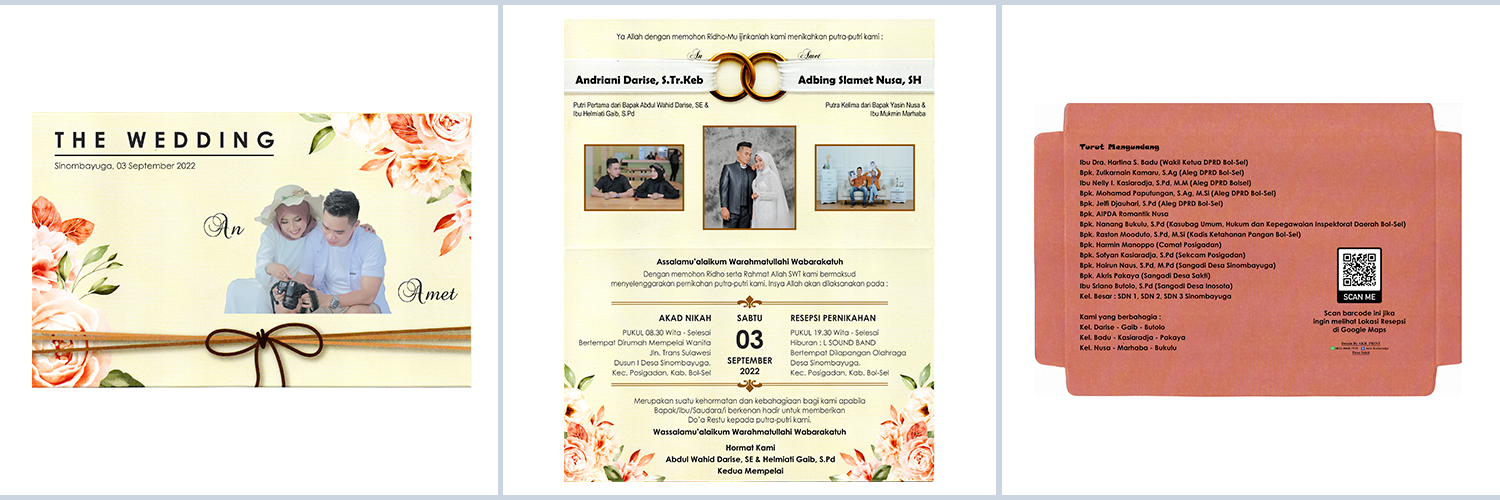 THE WEDDING
Sinombayuga, 03 September 2022
An
Amet
Ya Allah dengan memohon Ridho-Mu ijinkanlah kami menikahkan putra-putri kami :
An
Amet
Andriani Darise, S.Tr.Keb
Adbing Slamet Nusa, SH
Putri Pertama dari Bapak Abdul Wahid Darise, SE &
Ibu Helmiati Gaib, S.Pd
Putra Kelima dari Bapak Yasin Nusa &
Ibu Mukmin Marhaba
Assalamu'alaikum Warahmatullahi Wabarakatuh
Dengan memohon Ridho serta Rahmat Allah SWT kami bermaksud
menyelenggarakan pernikahan putra-putri kami. Insya Allah akan dilaksanakan pada :
AKAD NIKAH
PUKUL 08.30 Wita - Selesai
Bertempat Dirumah Mempelai Wanita
Jln. Trans Sulawesi
Dusun I Desa Sinombayuga,
Kec. Posigadan, Kab. Bol-Sel
SABTU
03
SEPTEMBER
2022
RESEPSI PERNIKAHAN
PUKUL 19.30 Wita - Selesai
Hiburan : L SOUND BAND
Bertempat Dilapangan Olahraga
Desa Sinombayuga,
Kec. Posigadan, Kab. Bol-Sel
Merupakan suatu kehormatan dan kebahagiaan bagi kami apabila
Bapak/Ibu/Saudara/i berkenan hadir untuk memberikan
Do'a Restu kepada putra-putri kami.
Wassalamu'alaikum Warahmatullahi Wabarakatuh
Hormat Kami
Abdul Wahid Darise, SE & Helmiati Gaib, S.Pd
Kedua Mempelai
Turut Mengundang
Ibu Dra. Hartina S. Badu (Wakil Ketua DPRD Bol-Sel)
Bpk. Zulkarnain Kamaru, S.Ag (Aleg DPRD Bol-Sel)
Ibu Nelly I. Kasiaradja, S.Pd, M.M (Aleg DPRD Bolsel)
Bpk. Mohamad Paputungan, S.Ag, M.Si (Aleg DPRD Bol-Sel)
Bpk. Jelfi Djauhari, S.Pd (Aleg DPRD Bol-Sel)
Bpk. AIPDA Romantik Nusa
Bpk. Nanang Bukulu, S.Pd (Kasubag Umum, Hukum dan Kepegawaian Inspektorat Daerah Bol-Sel)
Bpk. Raston Mooduto, S.Pd, M.Si (Kadis Ketahanan Pangan Bol-Sel)
Bpk. Harmin Manoppo (Camat Posigadan)
Bpk. Sofyan Kasiaradja, S.Pd (Sekcam Posigadan)
Bpk. Hairun Naus, S.Pd, M.Pd (Sangadi Desa Sinombayuga)
Bpk. Akris Pakaya (Sangadi Desa Sakti)
Ibu Sriano Butolo, S.Pd (Sangadi Desa Inosota)
Kel. Besar : SDN 1, SDN 2, SDN 3 Sinombayuga
Kami yang berbahagia :
Kel. Darise - Gaib - Butolo
Kel. Badu - Kasiaradja - Pakaya
Kel. Nusa - Marhaba - Bukulu
SCAN ME
Scan barcode ini jika
ingin melihat Lokasi Resepsi
di Google Maps